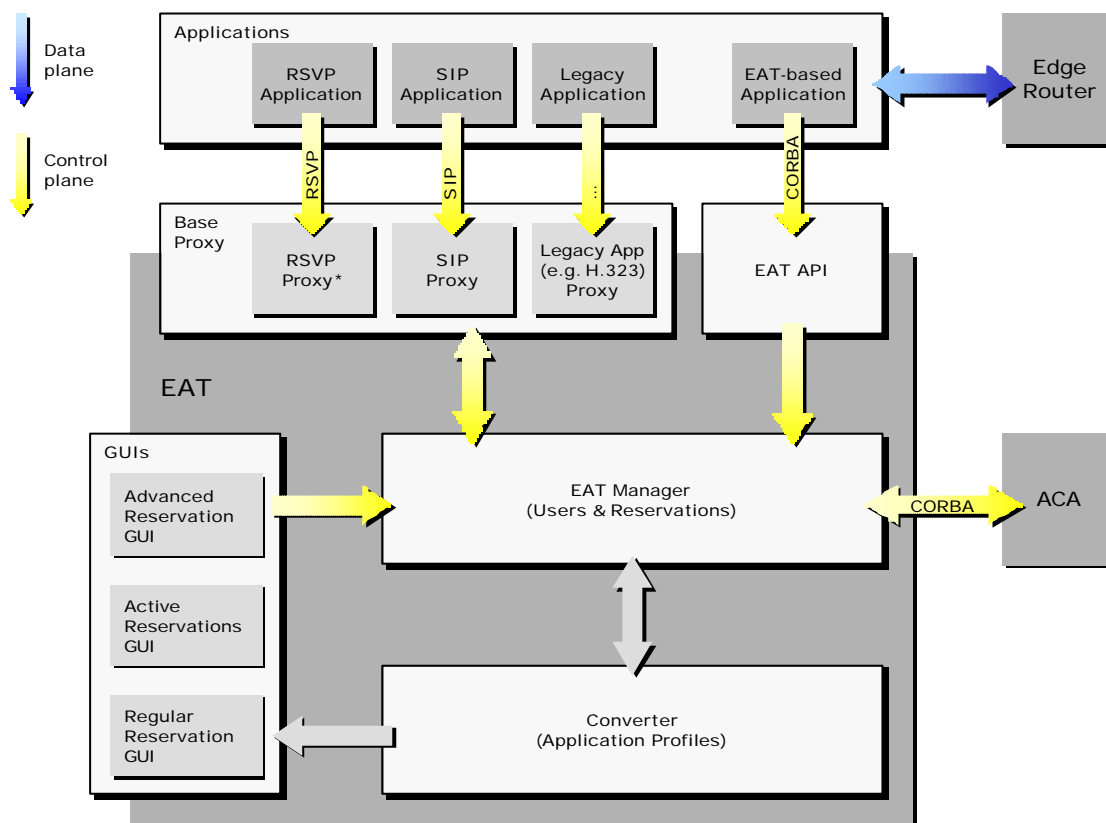 Data
plane
Control
plane
Applications
RSVP
Application
SIP
Application
Legacy
Application
EAT-based
Application
Edge
Router
RSVP
SIP
...
CORBA
Base
Proxy
RSVP
Proxy*
SIP
Proxy
Legacy App
(e.g. H.323)
Proxy
EAT API
EAT
GUIs
Advanced
Reservation
GUI
Active
Reservations
GUI
Regular
Reservation
GUI
EAT Manager
(Users & Reservations)
CORBA
ACA
Converter
(Application Profiles)